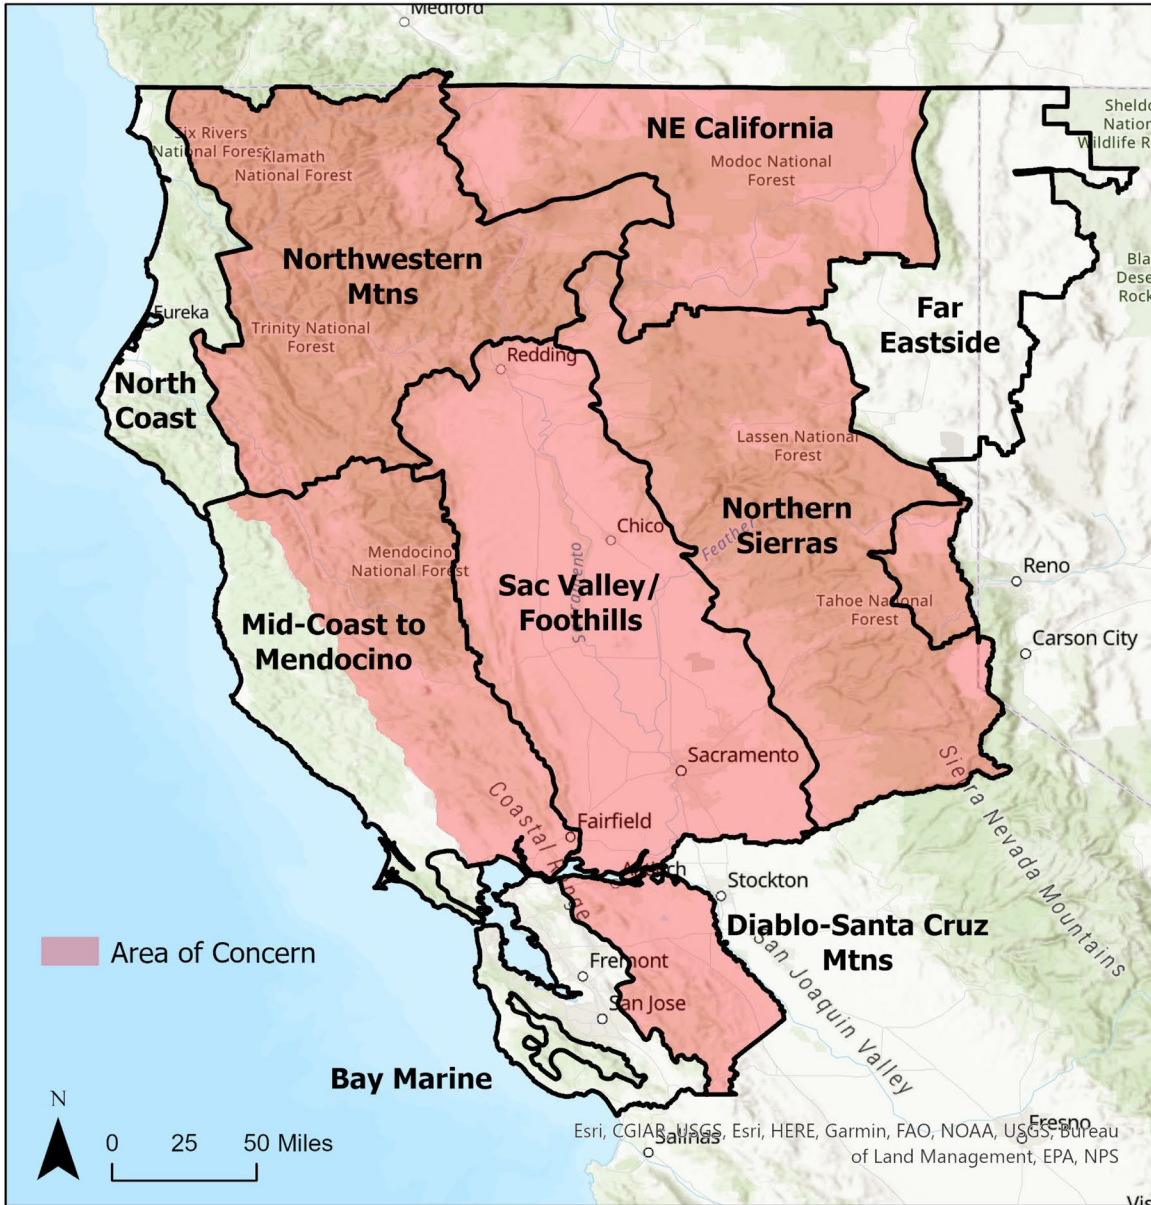 Medford
Sheldo
Nation
Wildlife R
NE California
Six Rivers
National Forest
Klamath
National Forest
Modoc National
Forest
Northwestern
Mtns
Bla
Dese
Rock
Far
Eastside
Eureka
Trinity National
Forest
Redding
North
Coast
Lassen National
Forest
Northern
Sierras
Chico
Feather
Sacramento
Mendocino
National Forest
Reno
Sac Valley/
Foothills
Tahoe National
Forest
Mid-Coast to
Mendocino
Carson City
Sacramento
Sierra Nevada Mountains
Coastal Range
Fairfield
Antioch
Stockton
Diablo-Santa Cruz
Mtns
San Joaquin Valley
Area of Concern
Fremont
San Jose
Bay Marine
N
0 25 50 Miles
Salinas
Fresno
Esri, CGIAR, USGS, Esri, HERE, Garmin, FAO, NOAA, USGS, Bureau
of Land Management, EPA, NPS
Vis